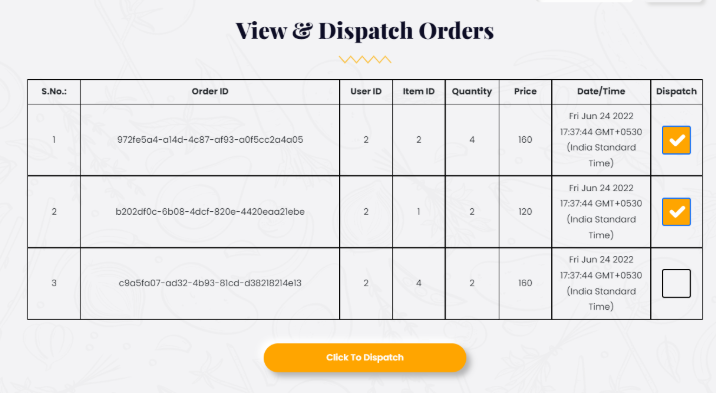 View & Dispatch Orders
S.No.: Order ID User ID Item ID Quantity Price Date/Time Dispatch
1 972fe5a4-a14d-4c87-af93-a0f5cc2a4a05 2 2 4 160 Fri Jun 24 2022
17:37:44 GMT+0530
(India Standard
Time)
2 b202df0c-6b08-4dcf-820e-4420eaa21ebe 2 1 2 120 Fri Jun 24 2022
17:37:44 GMT+0530
(India Standard
Time)
3 c9a5fa07-ad32-4b93-81cd-d38218214e13 2 4 2 160 Fri Jun 24 2022
17:37:44 GMT+0530
(India Standard
Time)
Click To Dispatch